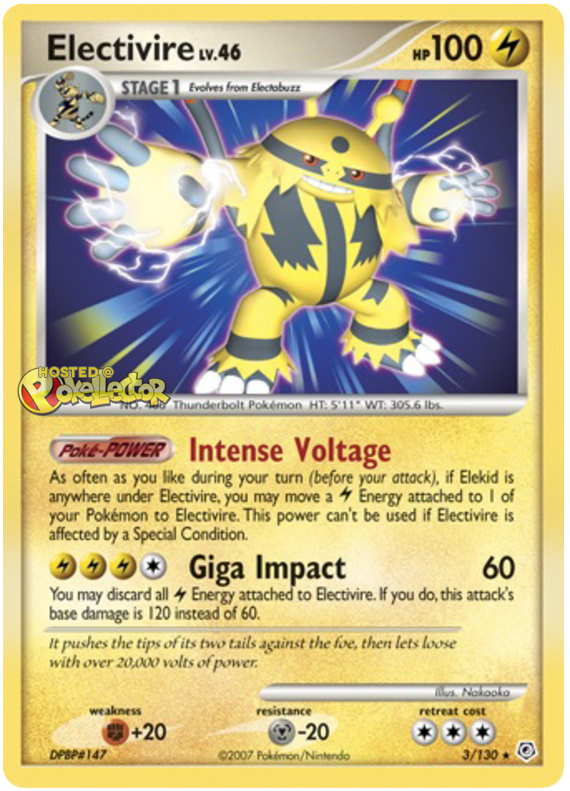 Electivire LV.46 HP 100
STAGE 1 Evolves from Electabuzz
HOSTED @
Pokellector
NO. Thunderbolt Pokémon HT: 5'11" WT: 305.6 lbs.
Poké-POWER Intense Voltage
As often as you like during your turn (before your attack), if Elekid is
anywhere under Electivire, you may move a Energy attached to 1 of
your Pokémon to Electivire. This power can't be used if Electivire is
affected by a Special Condition.
Giga Impact 60
You may discard all Energy attached to Electivire. If you do, this attack's
base damage is 120 instead of 60.
It pushes the tips of its two tails against the foe, then lets loose
with over 20,000 volts of power.
Illus. Nakaoka
weakness resistance retreat cost
+20 -20
DPBP#147 ©2007 Pokémon/Nintendo 3/130 ★